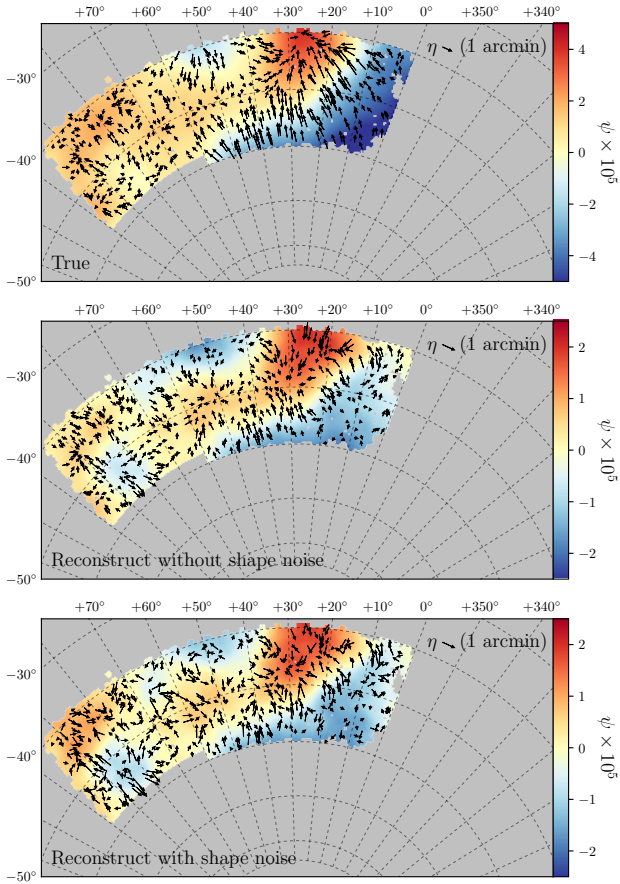 +70° +60° +50° +40° +30° +20° +10° 0° +350° +340°
η (1 arcmin)
−30°
−40°
−50°
True
4
2
0
−2
−4
ψ × 10⁵
+70° +60° +50° +40° +30° +20° +10° 0° +350° +340°
η (1 arcmin)
−30°
−40°
−50°
Reconstruct without shape noise
2
1
0
−1
−2
ψ × 10⁵
+70° +60° +50° +40° +30° +20° +10° 0° +350° +340°
η (1 arcmin)
−30°
−40°
−50°
Reconstruct with shape noise
2
1
0
−1
−2
ψ × 10⁵